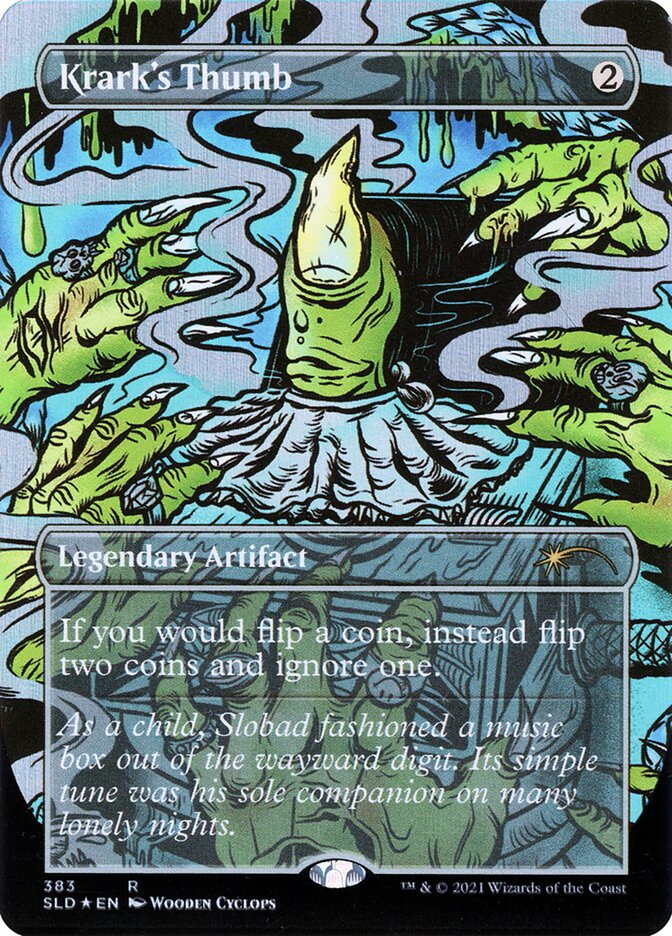 Krark's Thumb 2
Legendary Artifact
If you would flip a coin, instead flip
two coins and ignore one.
As a child, Slobad fashioned a music
box out of the wayward digit. Its simple
tune was his sole companion on many
lonely nights.
383 R
SLD★EN Wooden Cyclops
™ & © 2021 Wizards of the Coast